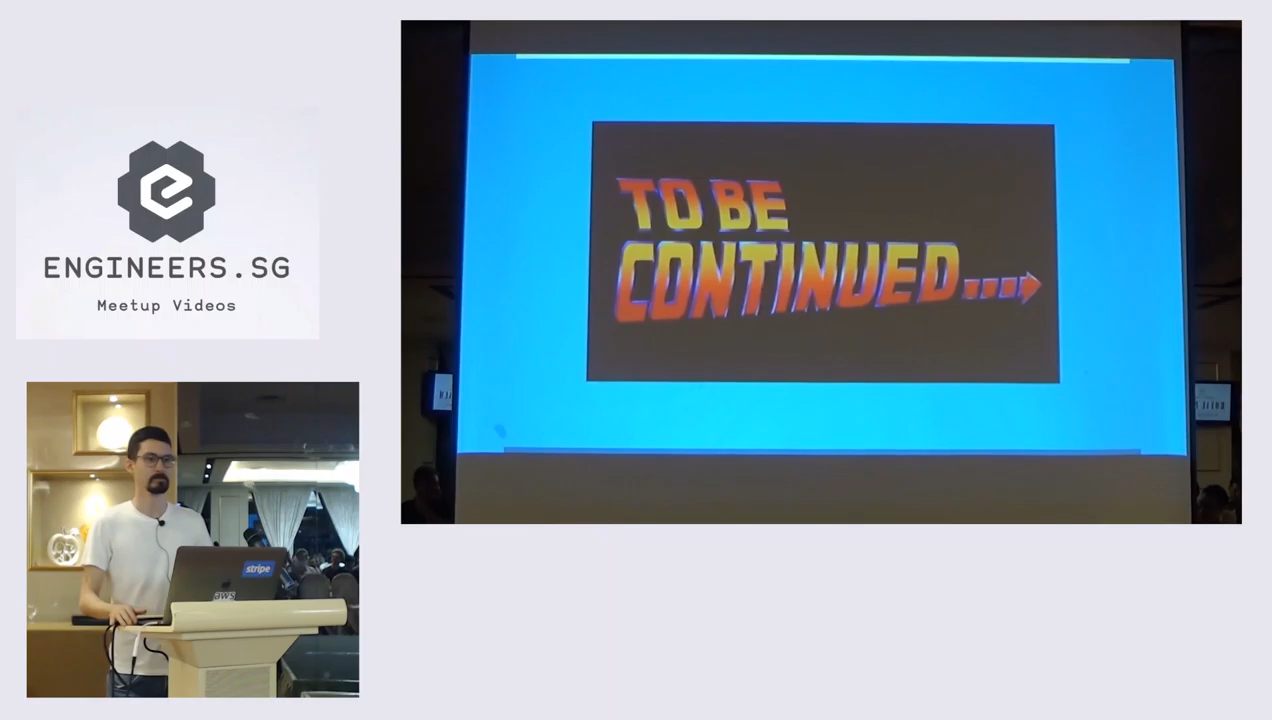 ENGINEERS.SG
Meetup Videos
TO BE
CONTINUED....
stripe
aws